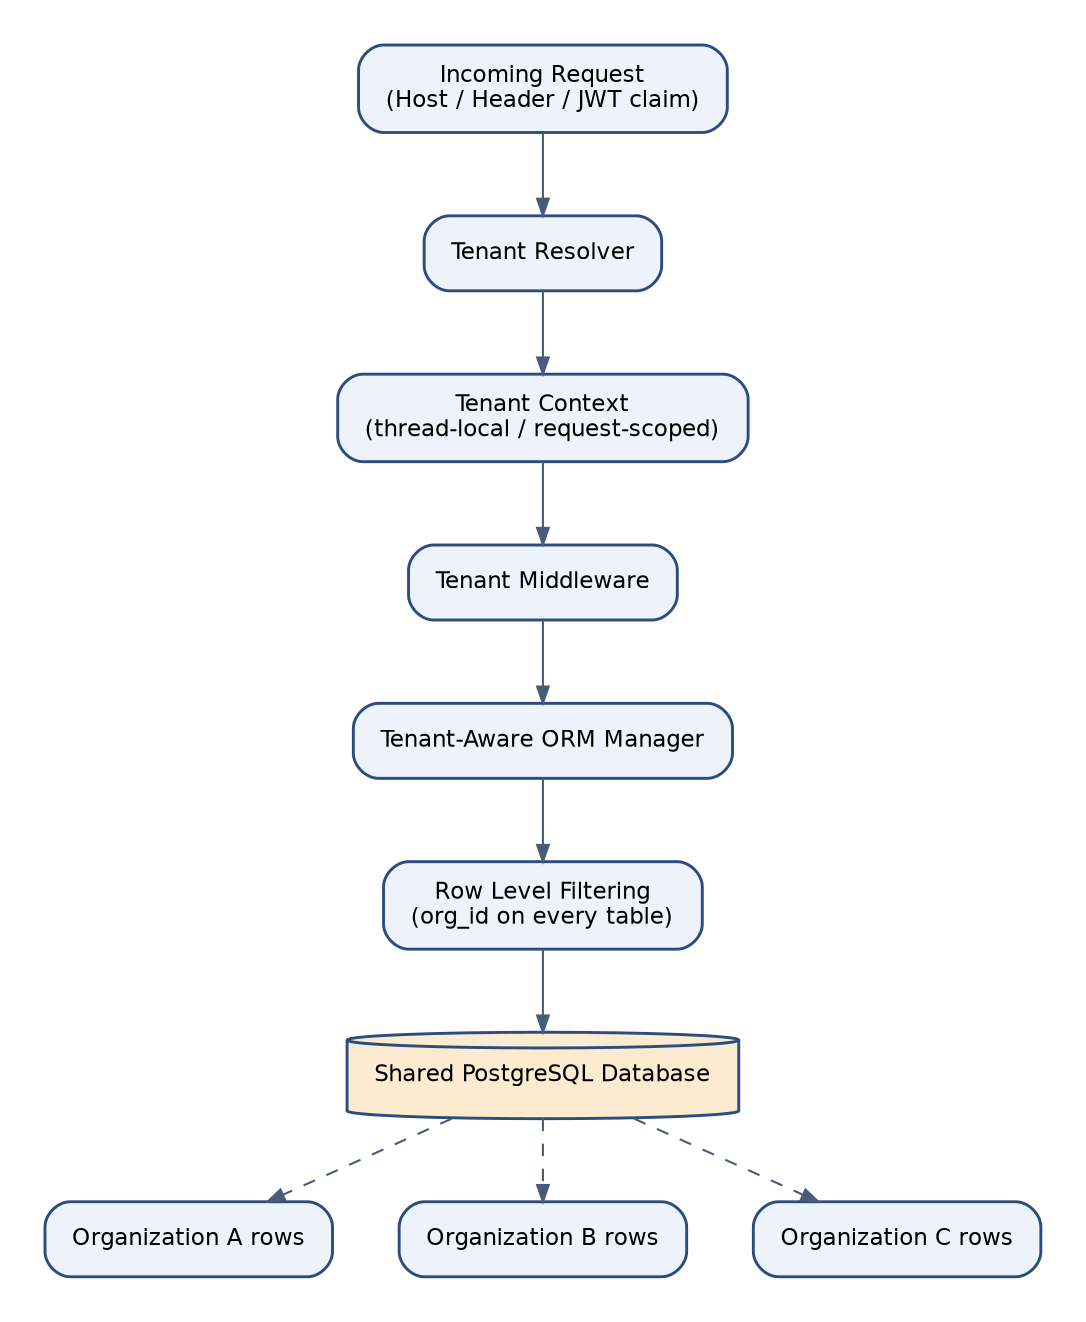 Incoming Request
(Host / Header / JWT claim)
Tenant Resolver
Tenant Context
(thread-local / request-scoped)
Tenant Middleware
Tenant-Aware ORM Manager
Row Level Filtering
(org_id on every table)
Shared PostgreSQL Database
Organization A rows
Organization B rows
Organization C rows